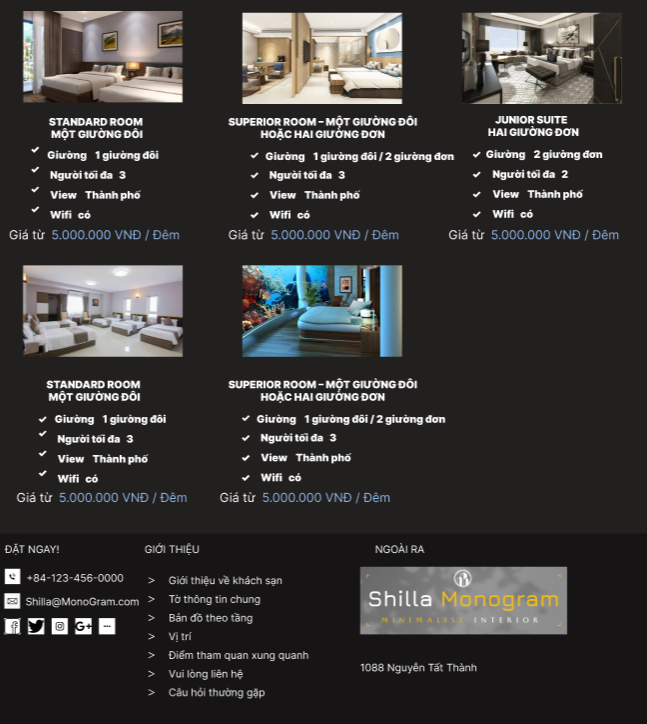 STANDARD ROOM
MỘT GIƯỜNG ĐÔI
Giường 1 giường đôi
Người tối đa 3
View Thành phố
Wifi có
Giá từ 5.000.000 VNĐ / Đêm
SUPERIOR ROOM – MỘT GIƯỜNG ĐÔI
HOẶC HAI GIƯỜNG ĐƠN
Giường 1 giường đôi / 2 giường đơn
Người tối đa 3
View Thành phố
Wifi có
Giá từ 5.000.000 VNĐ / Đêm
JUNIOR SUITE
HAI GIƯỜNG ĐƠN
Giường 2 giường đơn
Người tối đa 2
View Thành phố
Wifi có
Giá từ 5.000.000 VNĐ / Đêm
STANDARD ROOM
MỘT GIƯỜNG ĐÔI
Giường 1 giường đôi
Người tối đa 3
View Thành phố
Wifi có
Giá từ 5.000.000 VNĐ / Đêm
SUPERIOR ROOM – MỘT GIƯỜNG ĐÔI
HOẶC HAI GIƯỜNG ĐƠN
Giường 1 giường đôi / 2 giường đơn
Người tối đa 3
View Thành phố
Wifi có
Giá từ 5.000.000 VNĐ / Đêm
ĐẶT NGAY!
+84-123-456-0000
Shilla@MonoGram.com
GIỚI THIỆU
> Giới thiệu về khách sạn
> Tờ thông tin chung
> Bản đồ theo tầng
> Vị trí
> Điểm tham quan xung quanh
> Vui lòng liên hệ
> Câu hỏi thường gặp
NGOÀI RA
Shilla Monogram
MINIMALIST INTERIOR
1088 Nguyễn Tất Thành